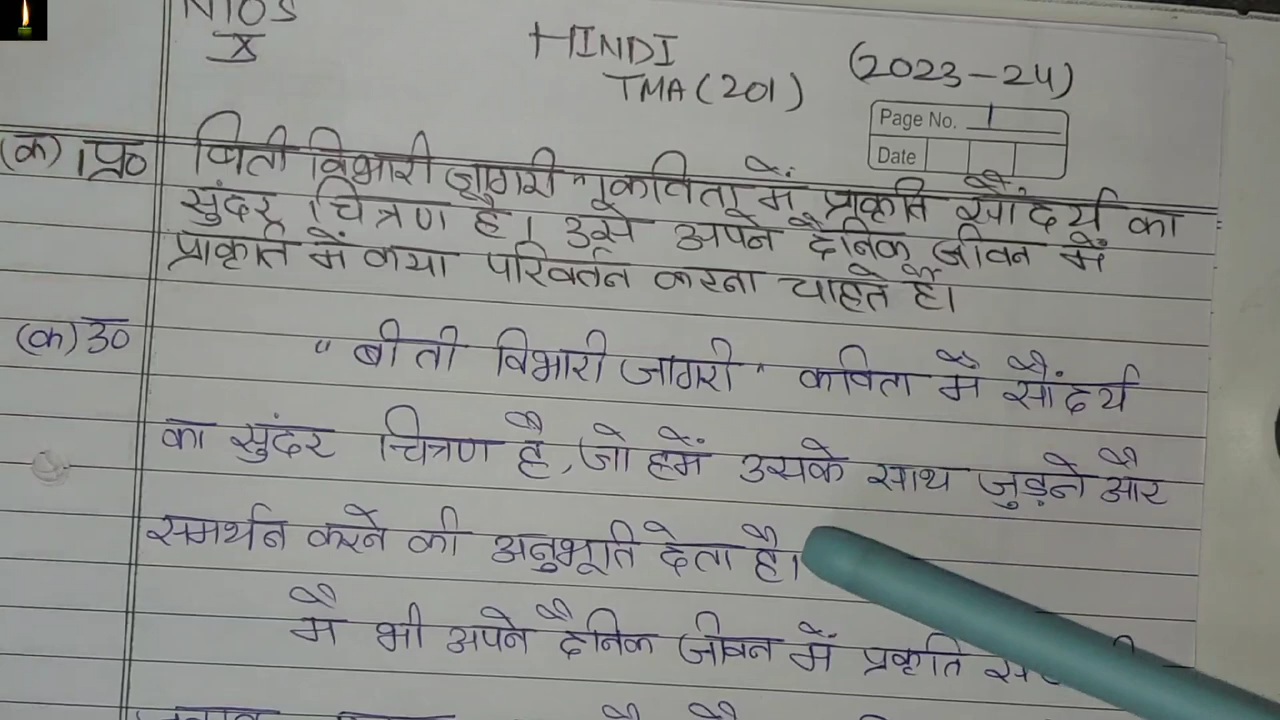 NIOS
X
HINDI
(2023-24)
TMA (201)
Page No. 1
Date
(क) 1प्र० बिती विभारी जागरी " कविता में प्राकृति सौंदर्य का
सुंदर चित्रण है। उसे अपने दैनिक जीवन में
प्राकृति में क्या परिवर्तन करना चाहते हैं।
(क) उ० " बीती विभारी जागरी " कविता में सौंदर्य
का सुंदर चित्रण है, जो हमें उसके साथ जुड़ने और
समर्थन करने की अनुभूति देता है।
मै भी अपने दैनिक जीवन में प्रकृति